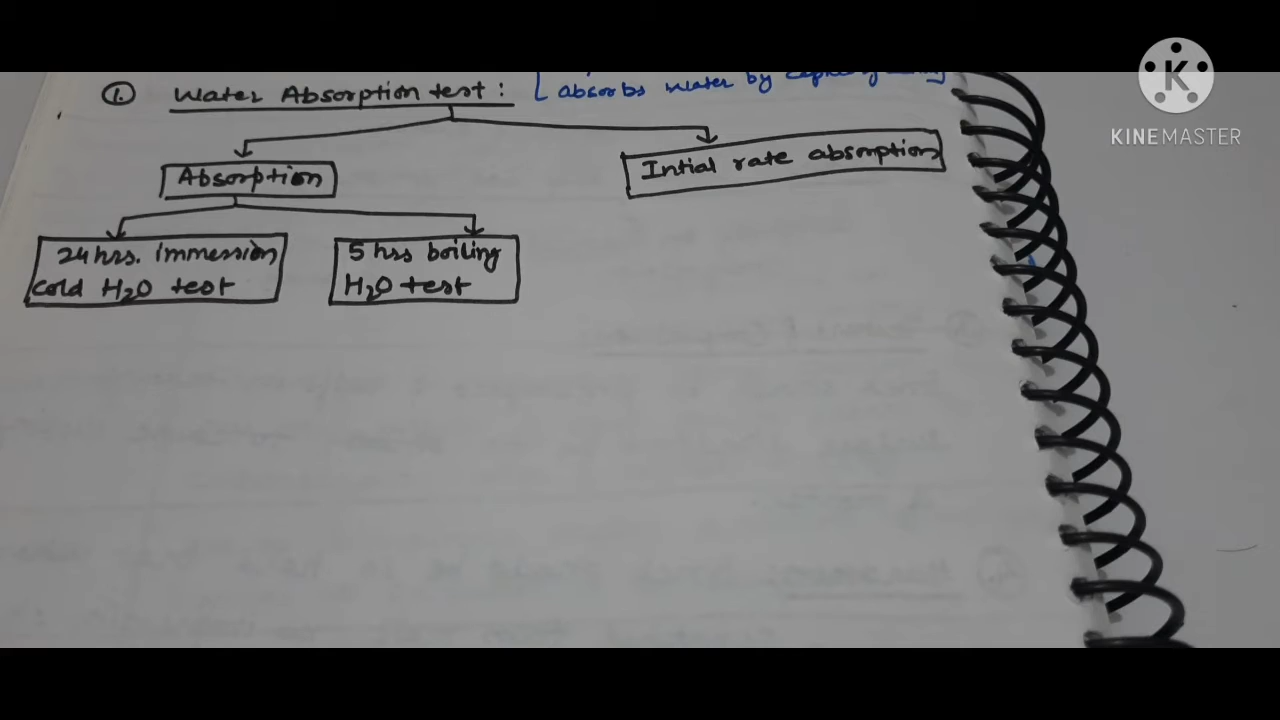 ① Water Absorption test :
absorbs water by
Absorption
Intial rate absorption
24 hrs. immession
cold H₂O test
5 hrs boiling
H₂O test
KINEMASTER